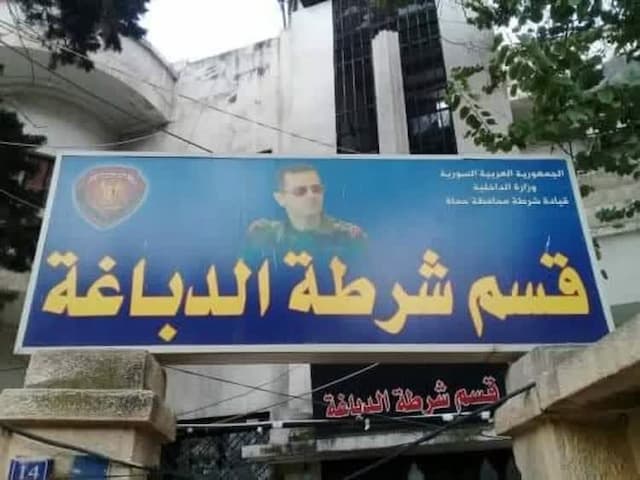 الجمهورية العربية السورية
وزارة الداخلية
قيادة شرطة محافظة حماة
قسم شرطة الدباغة
قسم شرطة الدباغة
14